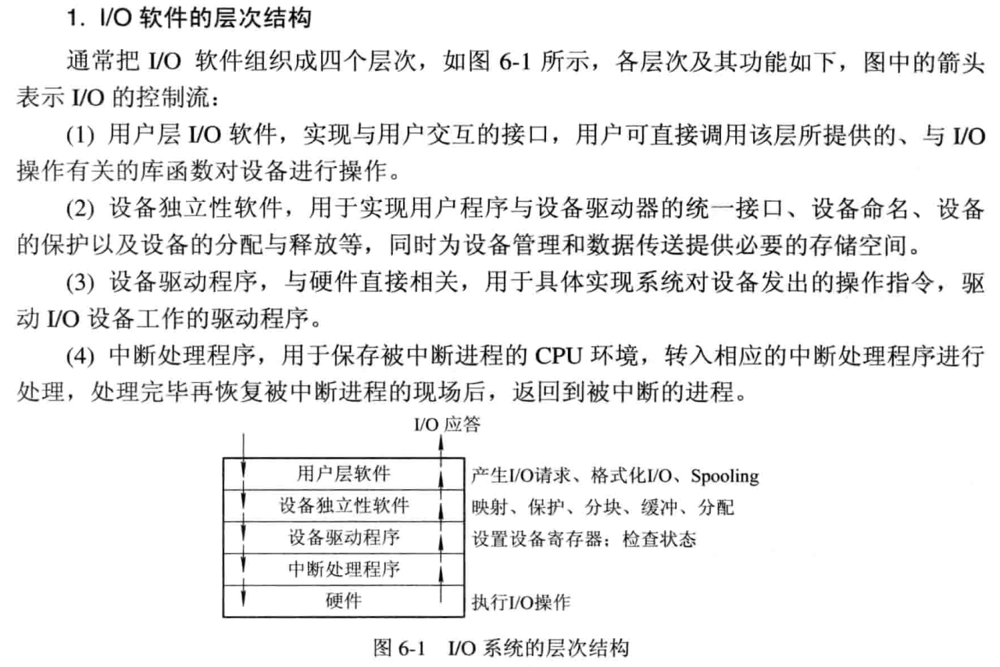 1. I/O 软件的层次结构
通常把 I/O 软件组织成四个层次，如图 6-1 所示，各层次及其功能如下，图中的箭头
表示 I/O 的控制流：
(1) 用户层 I/O 软件，实现与用户交互的接口，用户可直接调用该层所提供的、与 I/O
操作有关的库函数对设备进行操作。
(2) 设备独立性软件，用于实现用户程序与设备驱动器的统一接口、设备命名、设备
的保护以及设备的分配与释放等，同时为设备管理和数据传送提供必要的存储空间。
(3) 设备驱动程序，与硬件直接相关，用于具体实现系统对设备发出的操作指令，驱
动 I/O 设备工作的驱动程序。
(4) 中断处理程序，用于保存被中断进程的 CPU 环境，转入相应的中断处理程序进行
处理，处理完毕再恢复被中断进程的现场后，返回到被中断的进程。
I/O 应答
用户层软件 产生I/O请求、格式化I/O、Spooling
设备独立性软件 映射、保护、分块、缓冲、分配
设备驱动程序 设置设备寄存器；检查状态
中断处理程序
硬件 执行I/O操作
图 6-1 I/O 系统的层次结构